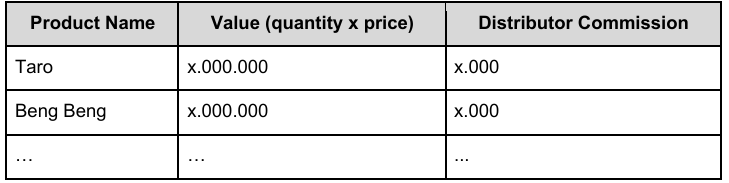 Product Name Value (quantity x price) Distributor Commission
Taro x.000.000 x.000
Beng Beng x.000.000 x.000
… … ...